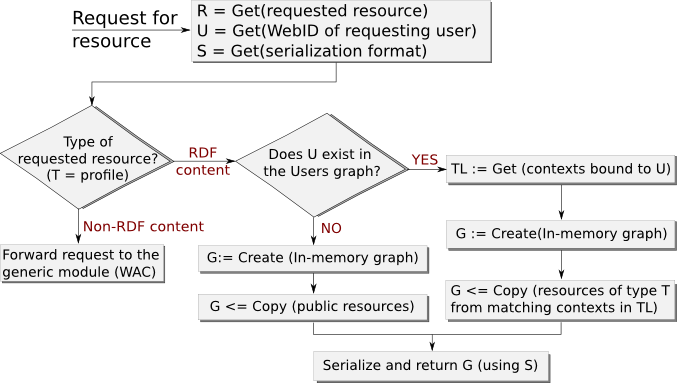 Request for
resource
R = Get(requested resource)
U = Get(WebID of requesting user)
S = Get(serialization format)
Type of
requested resource?
(T = profile)
RDF
content
Does U exist in
the Users graph?
YES
TL := Get (contexts bound to U)
Non-RDF content
NO
G := Create(In-memory graph)
Forward request to the
generic module (WAC)
G:= Create (In-memory graph)
G <= Copy (resources of type T
from matching contexts in TL)
G <= Copy (public resources)
Serialize and return G (using S)